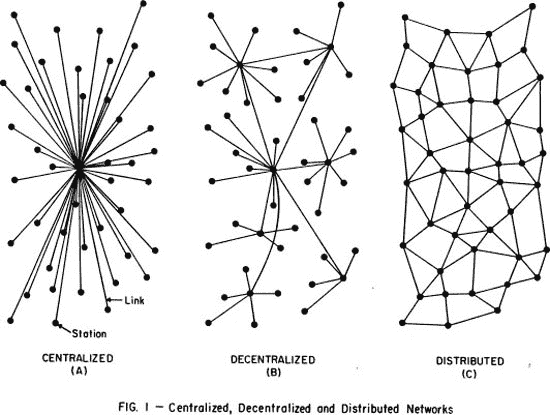 Link
Station
CENTRALIZED
(A)
DECENTRALIZED
(B)
DISTRIBUTED
(C)
FIG. I — Centralized, Decentralized and Distributed Networks